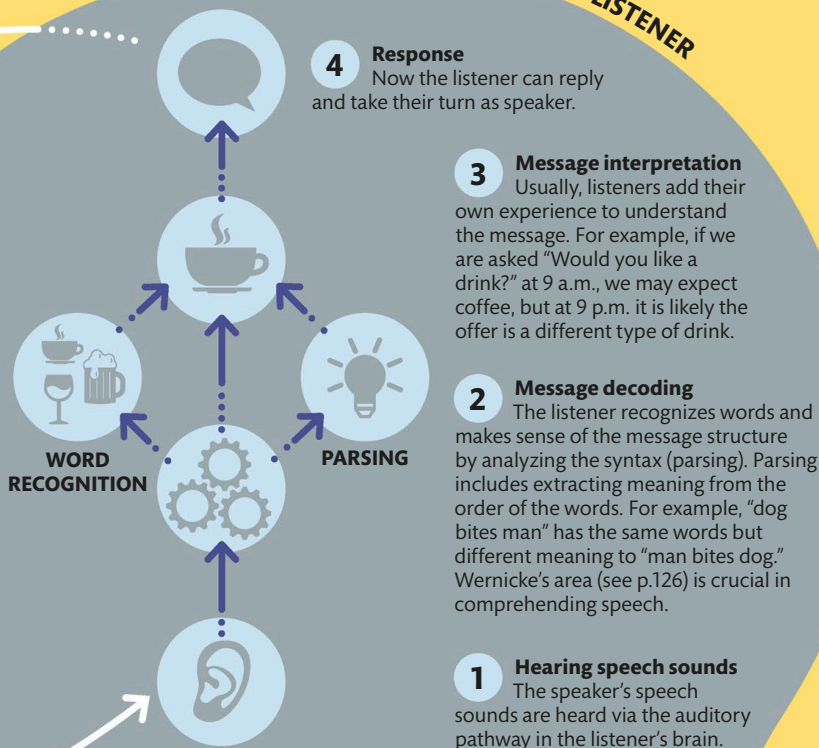 LISTENER
4 Response
Now the listener can reply
and take their turn as speaker.
3 Message interpretation
Usually, listeners add their
own experience to understand
the message. For example, if we
are asked “Would you like a
drink?” at 9 a.m., we may expect
coffee, but at 9 p.m. it is likely the
offer is a different type of drink.
WORD
RECOGNITION
PARSING
2 Message decoding
The listener recognizes words and
makes sense of the message structure
by analyzing the syntax (parsing). Parsing
includes extracting meaning from the
order of the words. For example, “dog
bites man” has the same words but
different meaning to “man bites dog.”
Wernicke’s area (see p.126) is crucial in
comprehending speech.
1 Hearing speech sounds
The speaker’s speech
sounds are heard via the auditory
pathway in the listener’s brain.